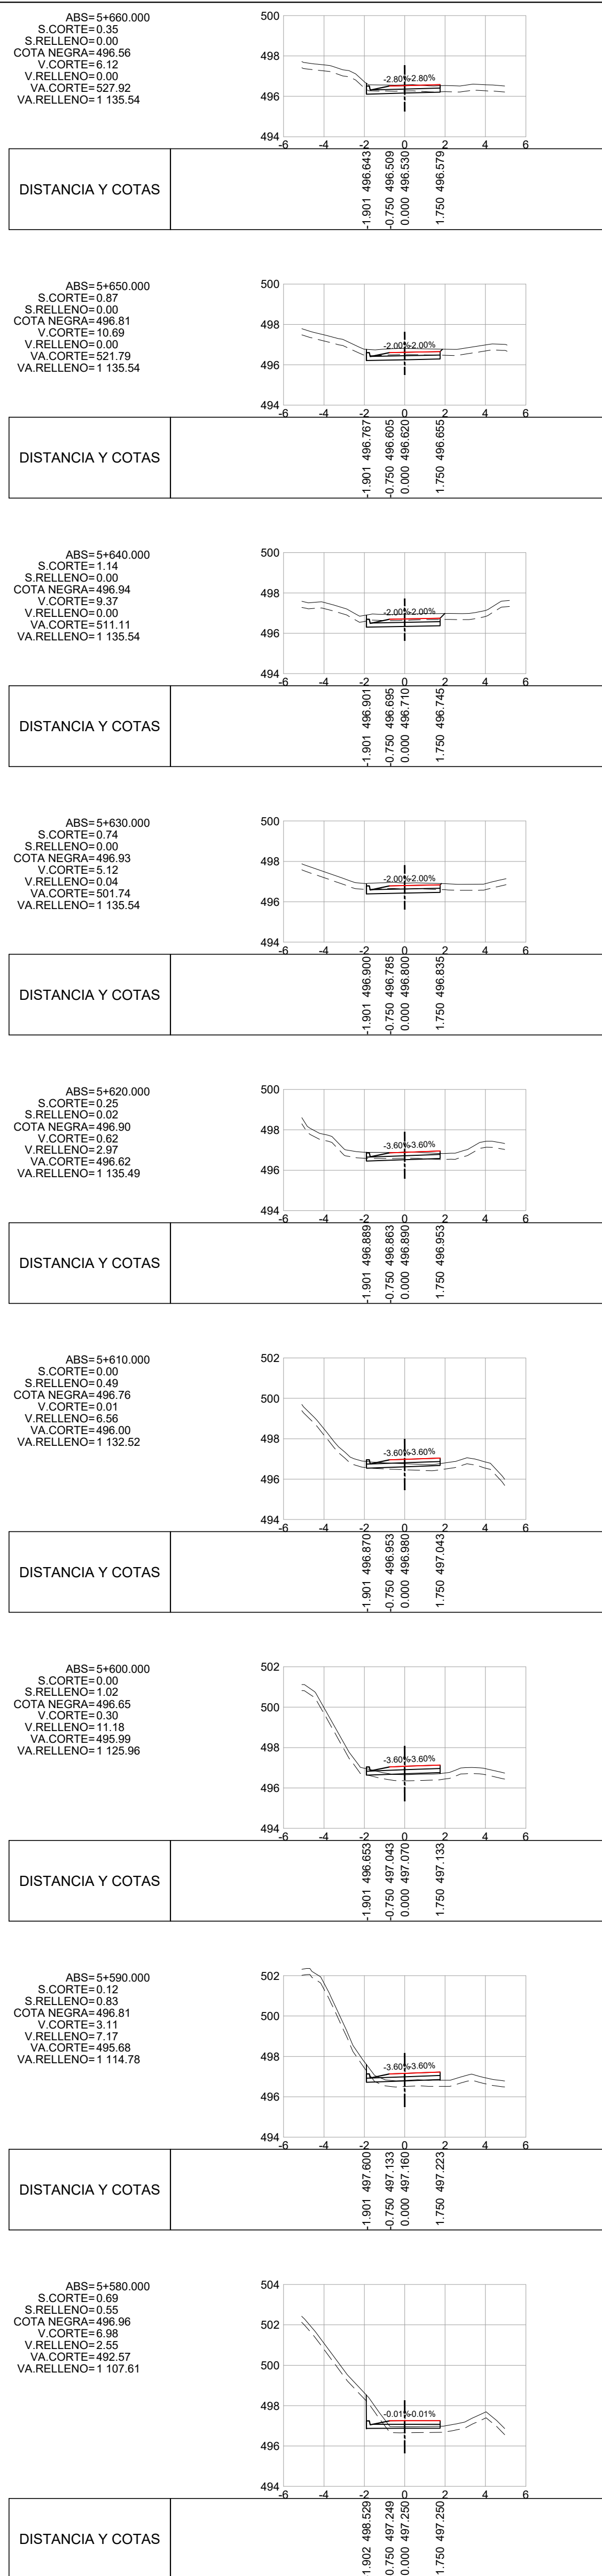 ABS=5+660.000
S.CORTE=0.35
S.RELLENO=0.00
COTA NEGRA=496.56
V.CORTE=6.12
V.RELLENO=0.00
VA.CORTE=527.92
VA.RELLENO=1 135.54
500
498
496
494
-2.80% -2.80%
-6 -4 -2 0 2 4 6
DISTANCIA Y COTAS
-1.901 496.643
-0.750 496.509
0.000 496.530
1.750 496.579
ABS=5+650.000
S.CORTE=0.87
S.RELLENO=0.00
COTA NEGRA=496.81
V.CORTE=10.69
V.RELLENO=0.00
VA.CORTE=521.79
VA.RELLENO=1 135.54
500
498
496
494
-2.00% -2.00%
-6 -4 -2 0 2 4 6
DISTANCIA Y COTAS
-1.901 496.767
-0.750 496.605
0.000 496.620
1.750 496.655
ABS=5+640.000
S.CORTE=1.14
S.RELLENO=0.00
COTA NEGRA=496.94
V.CORTE=9.37
V.RELLENO=0.00
VA.CORTE=511.11
VA.RELLENO=1 135.54
500
498
496
494
-2.00% -2.00%
-6 -4 -2 0 2 4 6
DISTANCIA Y COTAS
-1.901 496.901
-0.750 496.695
0.000 496.710
1.750 496.745
ABS=5+630.000
S.CORTE=0.74
S.RELLENO=0.00
COTA NEGRA=496.93
V.CORTE=5.12
V.RELLENO=0.04
VA.CORTE=501.74
VA.RELLENO=1 135.54
500
498
496
494
-2.00% -2.00%
-6 -4 -2 0 2 4 6
DISTANCIA Y COTAS
-1.901 496.900
-0.750 496.785
0.000 496.800
1.750 496.835
ABS=5+620.000
S.CORTE=0.25
S.RELLENO=0.02
COTA NEGRA=496.90
V.CORTE=0.62
V.RELLENO=2.97
VA.CORTE=496.62
VA.RELLENO=1 135.49
500
498
496
494
-3.60% -3.60%
-6 -4 -2 0 2 4 6
DISTANCIA Y COTAS
-1.901 496.889
-0.750 496.863
0.000 496.890
1.750 496.953
ABS=5+610.000
S.CORTE=0.00
S.RELLENO=0.49
COTA NEGRA=496.76
V.CORTE=0.01
V.RELLENO=6.56
VA.CORTE=496.00
VA.RELLENO=1 132.52
502
500
498
496
494
-3.60% -3.60%
-6 -4 -2 0 2 4 6
DISTANCIA Y COTAS
-1.901 496.870
-0.750 496.953
0.000 496.980
1.750 497.043
ABS=5+600.000
S.CORTE=0.00
S.RELLENO=1.02
COTA NEGRA=496.65
V.CORTE=0.30
V.RELLENO=11.18
VA.CORTE=495.99
VA.RELLENO=1 125.96
502
500
498
496
494
-3.60% -3.60%
-6 -4 -2 0 2 4 6
DISTANCIA Y COTAS
-1.901 496.653
-0.750 497.043
0.000 497.070
1.750 497.133
ABS=5+590.000
S.CORTE=0.12
S.RELLENO=0.83
COTA NEGRA=496.81
V.CORTE=3.11
V.RELLENO=7.17
VA.CORTE=495.68
VA.RELLENO=1 114.78
502
500
498
496
494
-3.60% -3.60%
-6 -4 -2 0 2 4 6
DISTANCIA Y COTAS
-1.901 497.600
-0.750 497.133
0.000 497.160
1.750 497.223
ABS=5+580.000
S.CORTE=0.69
S.RELLENO=0.55
COTA NEGRA=496.96
V.CORTE=6.98
V.RELLENO=2.55
VA.CORTE=492.57
VA.RELLENO=1 107.61
504
502
500
498
496
494
-0.01% -0.01%
-6 -4 -2 0 2 4 6
DISTANCIA Y COTAS
1.902 498.529
0.750 497.249
0.000 497.250
1.750 497.250